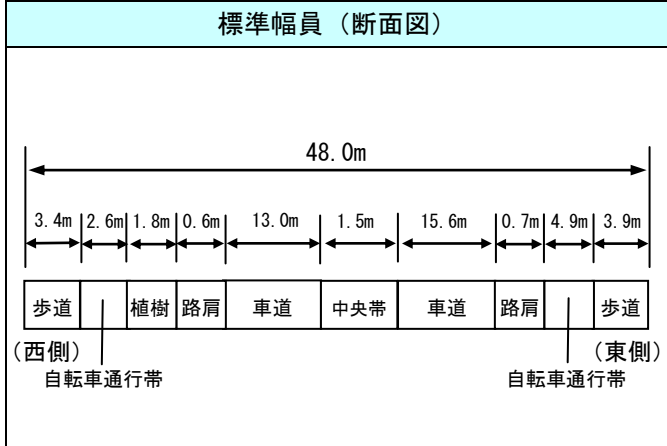 標準幅員（断面図）
48.0m
3.4m 2.6m 1.8m 0.6m 13.0m 1.5m 15.6m 0.7m 4.9m 3.9m
歩道 植樹 路肩 車道 中央帯 車道 路肩 歩道
（西側） （東側）
自転車通行帯 自転車通行帯